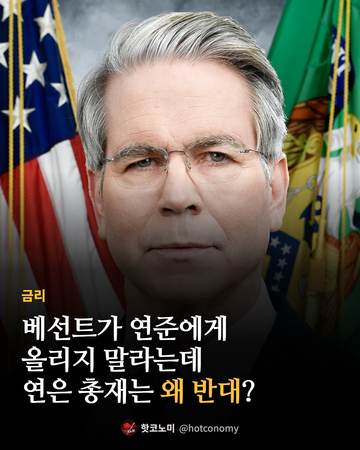 금리
베선트가 연준에게
올리지 말라는데
연은 총재는 왜 반대?
핫코노미 @hotconomy